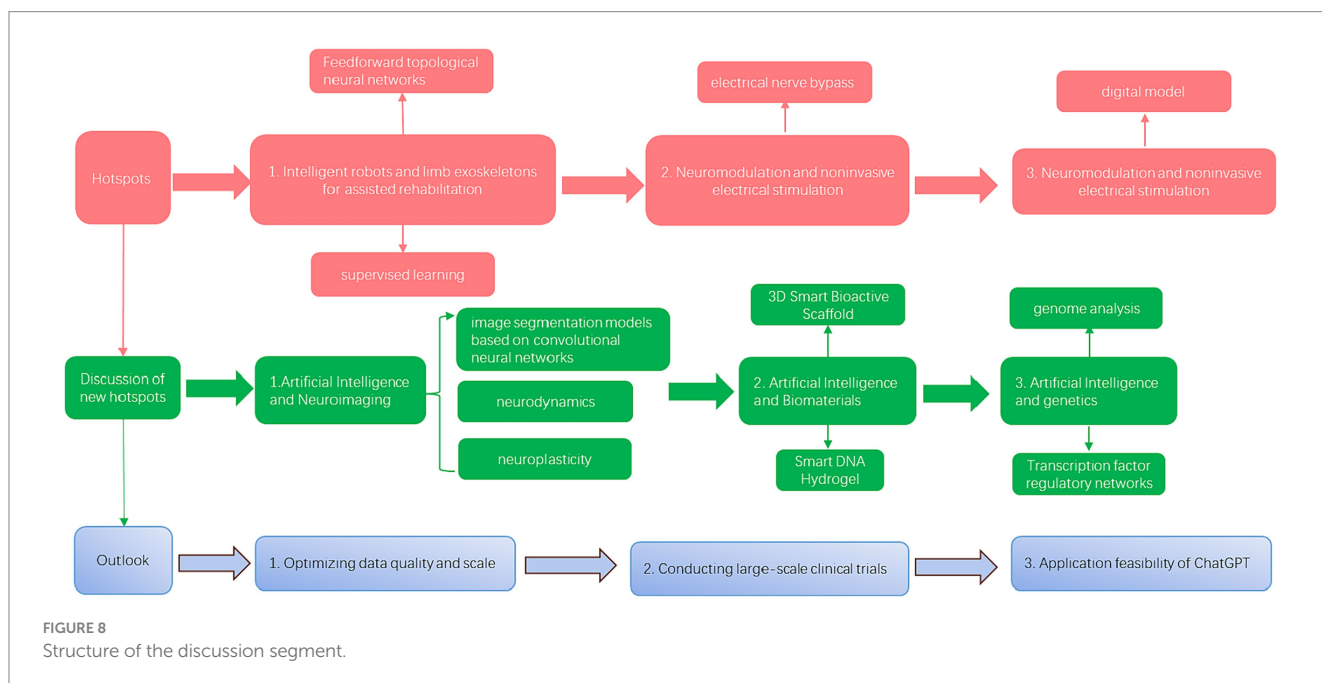 Feedforward topological
neural networks
electrical nerve bypass
digital model
Hotspots
1. Intelligent robots and limb exoskeletons
for assisted rehabilitation
2. Neuromodulation and noninvasive
electrical stimulation
3. Neuromodulation and noninvasive
electrical stimulation
supervised learning
image segmentation models
based on convolutional
neural networks
3D Smart Bioactive
Scaffold
genome analysis
Discussion of
new hotspots
1.Artificial Intelligence
and Neuroimaging
neurodynamics
2. Artificial Intelligence
and Biomaterials
3. Artificial Intelligence
and genetics
neuroplasticity
Smart DNA
Hydrogel
Transcription factor
regulatory networks
Outlook
1. Optimizing data quality and scale
2. Conducting large-scale clinical trials
3. Application feasibility of ChatGPT
FIGURE 8
Structure of the discussion segment.